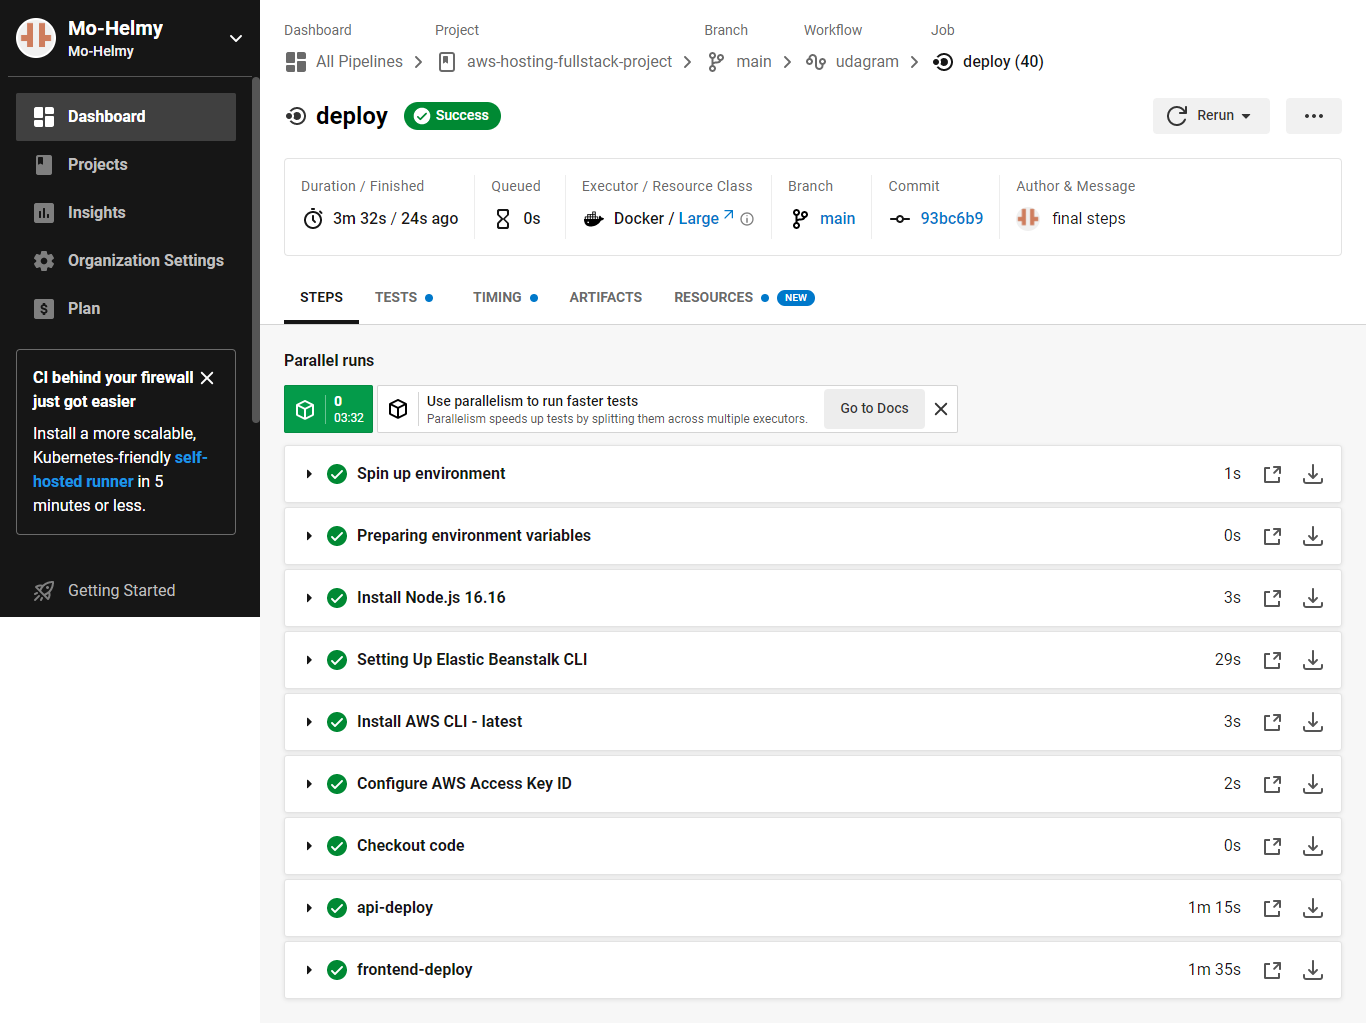 Mo-Helmy
Mo-Helmy
Dashboard
Projects
Insights
Organization Settings
Plan
CI behind your firewall
just got easier
Install a more scalable,
Kubernetes-friendly self-
hosted runner in 5
minutes or less.
Getting Started
Dashboard Project Branch Workflow Job
All Pipelines aws-hosting-fullstack-project main udagram deploy (40)
deploy Success Rerun
Duration / Finished Queued Executor / Resource Class Branch Commit Author & Message
3m 32s / 24s ago 0s Docker / Large main 93bc6b9 final steps
STEPS TESTS TIMING ARTIFACTS RESOURCES NEW
Parallel runs
0
03:32
Use parallelism to run faster tests
Parallelism speeds up tests by splitting them across multiple executors.
Go to Docs
Spin up environment 1s
Preparing environment variables 0s
Install Node.js 16.16 3s
Setting Up Elastic Beanstalk CLI 29s
Install AWS CLI - latest 3s
Configure AWS Access Key ID 2s
Checkout code 0s
api-deploy 1m 15s
frontend-deploy 1m 35s